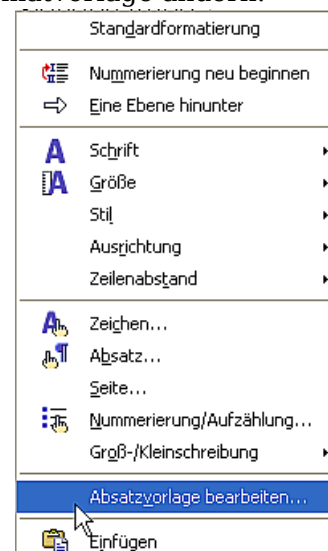 Standardformatierung
Nummerierung neu beginnen
Eine Ebene hinunter
Schrift
Größe
Stil
Ausrichtung
Zeilenabstand
Zeichen...
Absatz...
Seite...
Nummerierung/Aufzählung...
Groß-/Kleinschreibung
Absatzvorlage bearbeiten...
Einfügen